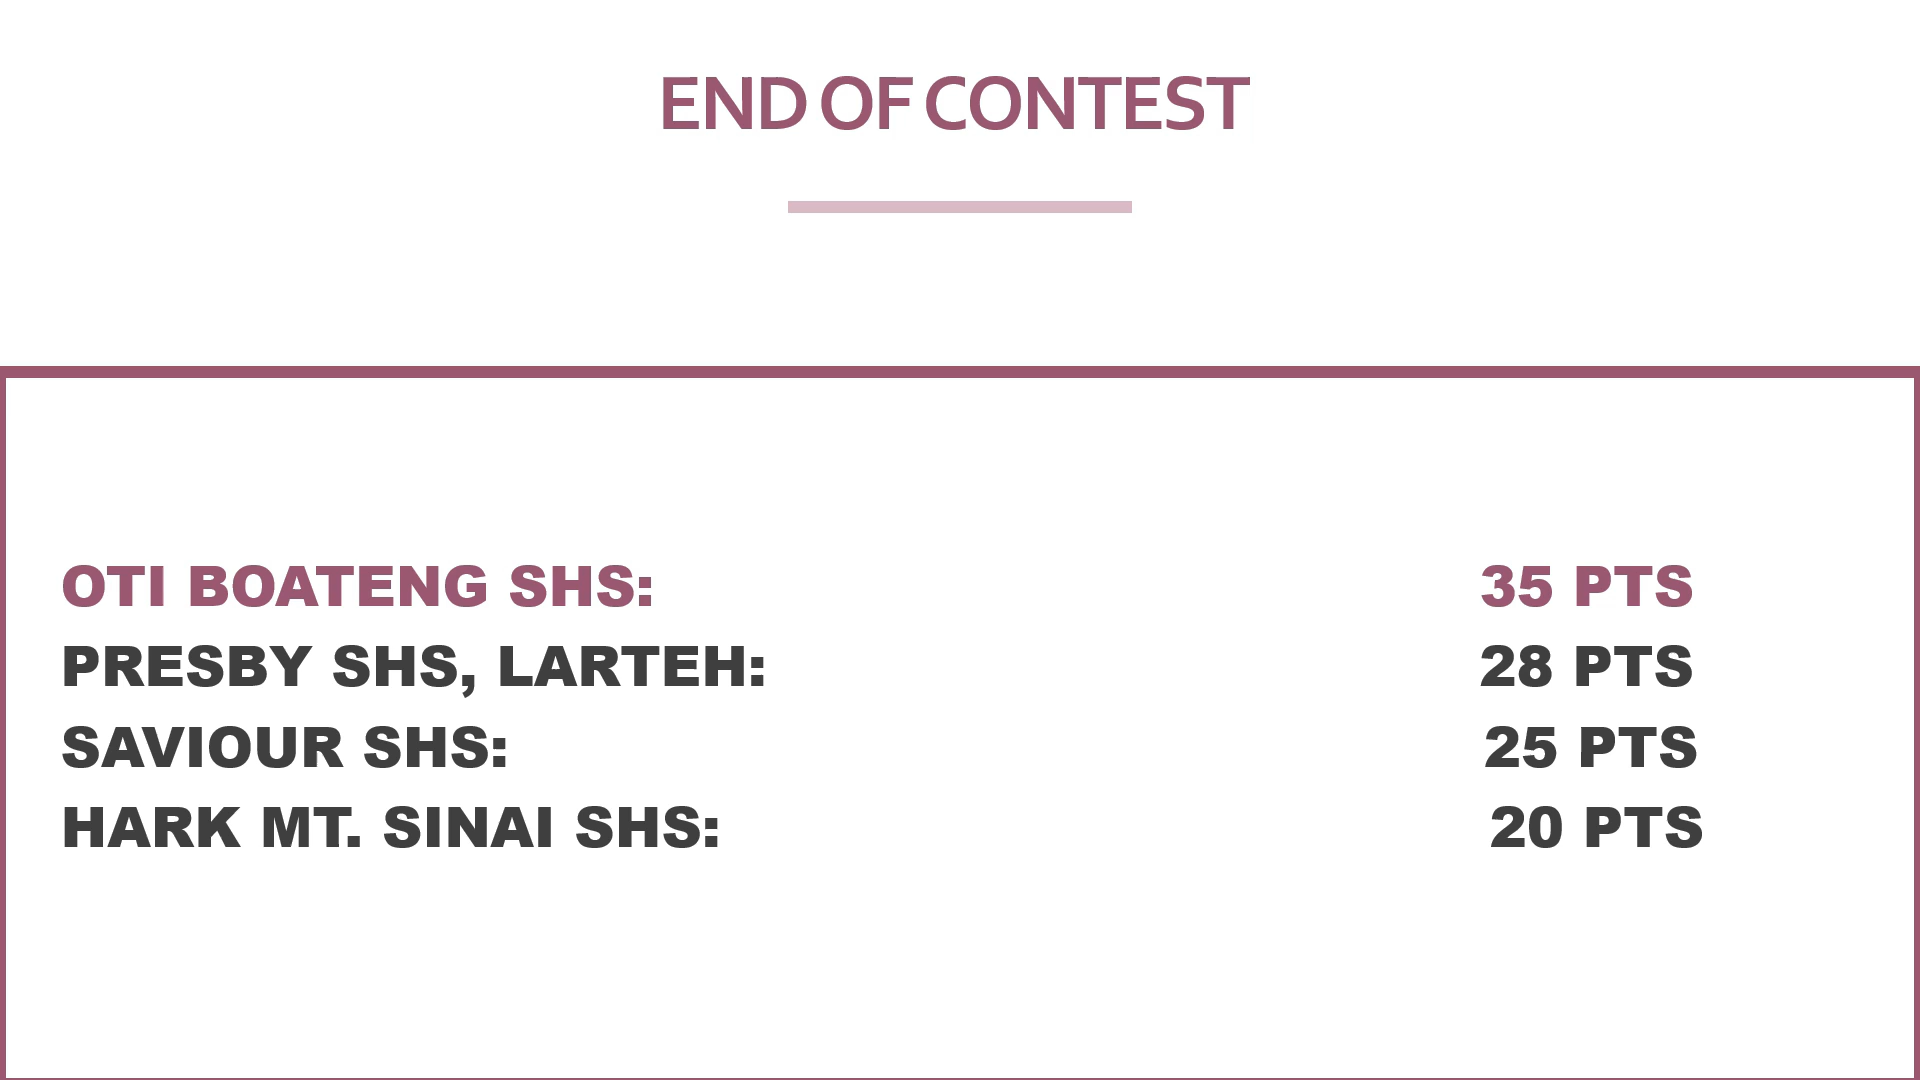 END OF CONTEST
OTI BOATENG SHS: 35 PTS
PRESBY SHS, LARTEH: 28 PTS
SAVIOUR SHS: 25 PTS
HARK MT. SINAI SHS: 20 PTS